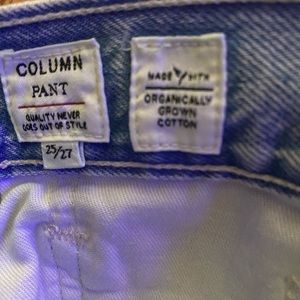 COLUMN
PANT
QUALITY NEVER
GOES OUT OF STYLE
25/27
MADE WITH
ORGANICALLY
GROWN
COTTON